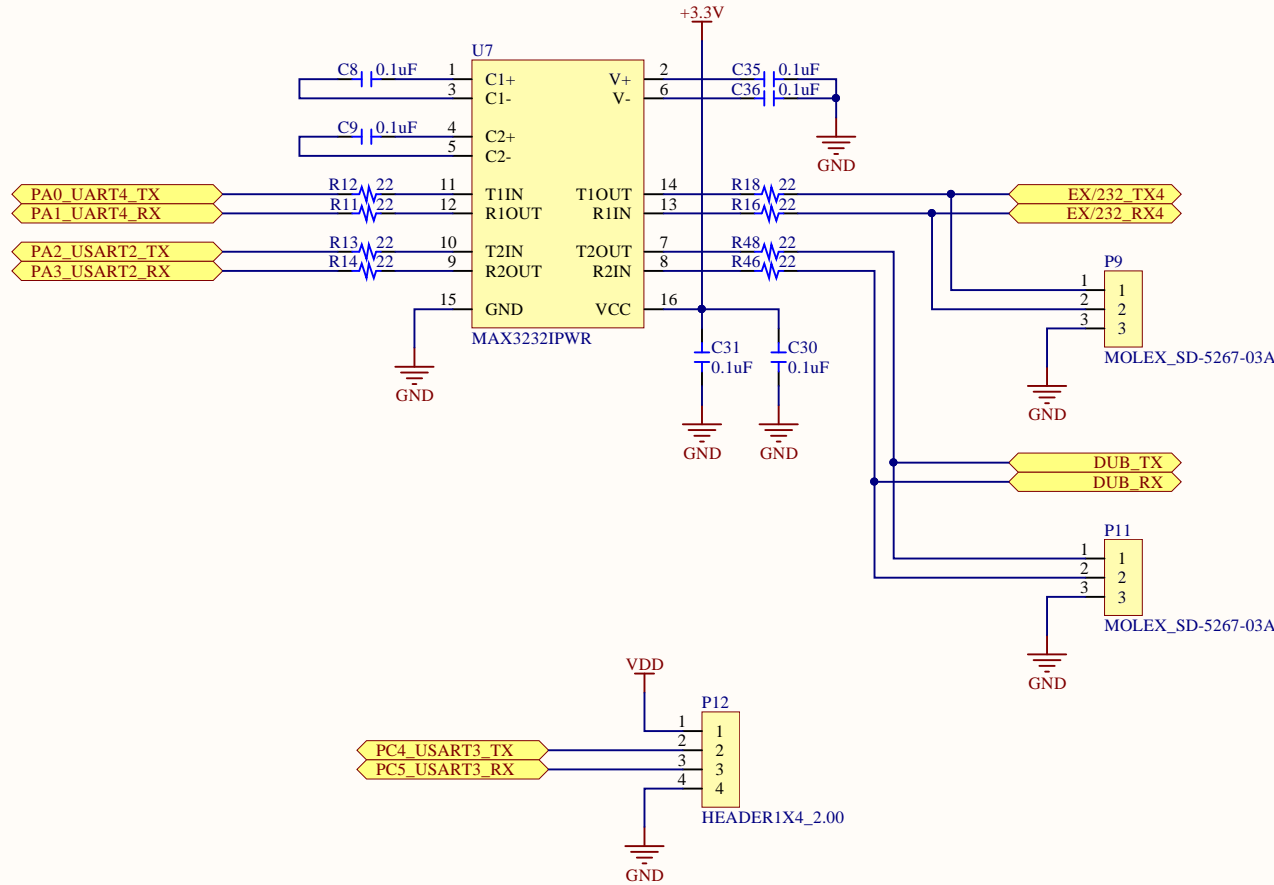 +3.3V
U7
C8 0.1uF 1 C1+ V+ 2 C35 0.1uF
3 C1- V- 6 C36 0.1uF
C9 0.1uF 4 C2+
5 C2-
GND
PA0_UART4_TX R12 22 11 T1IN T1OUT 14 R18 22 EX/232_TX4
PA1_UART4_RX R11 22 12 R1OUT R1IN 13 R16 22 EX/232_RX4
PA2_USART2_TX R13 22 10 T2IN T2OUT 7 R48 22
PA3_USART2_RX R14 22 9 R2OUT R2IN 8 R46 22
P9
1 1
15 GND VCC 16 2 2
3 3
MAX3232IPWR
C31 C30
MOLEX_SD-5267-03A
0.1uF 0.1uF
GND
GND
GND GND
DUB_TX
DUB_RX
P11
1 1
2 2
3 3
MOLEX_SD-5267-03A
GND
VDD
P12
1 1
PC4_USART3_TX 2 2
PC5_USART3_RX 3 3
4 4
HEADER1X4_2.00
GND